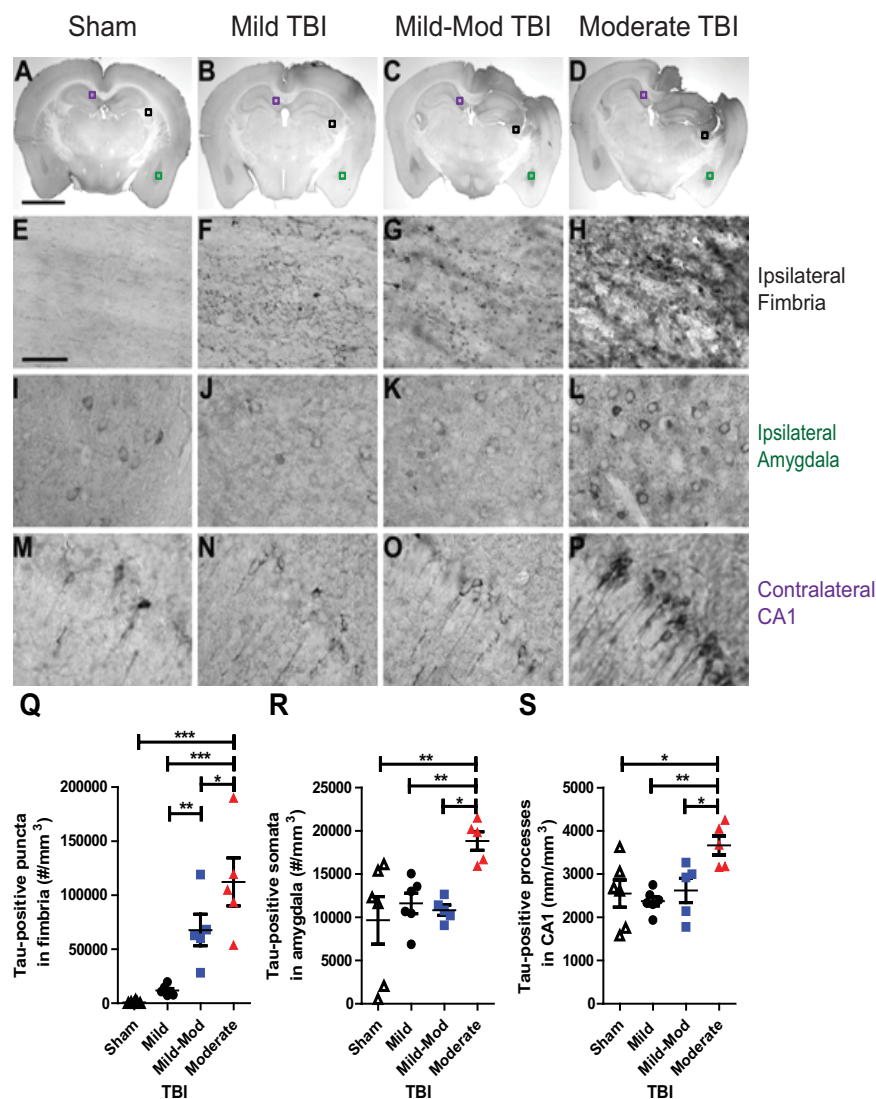 Sham Mild TBI Mild-Mod TBI Moderate TBI
A B C D
E F G H
Ipsilateral
Fimbria
I J K L
Ipsilateral
Amygdala
M N O P
Contralateral
CA1
Q R S
***
***
*
**
Tau-positive puncta
in fimbria (#/mm³)
200000
150000
100000
50000
0
Sham
Mild
Mild-Mod
Moderate
TBI
**
**
*
Tau-positive somata
in amygdala (#/mm³)
25000
20000
15000
10000
5000
0
Sham
Mild
Mild-Mod
Moderate
TBI
*
**
*
Tau-positive processes
in CA1 (mm/mm³)
5000
4000
3000
2000
1000
0
Sham
Mild
Mild-Mod
Moderate
TBI